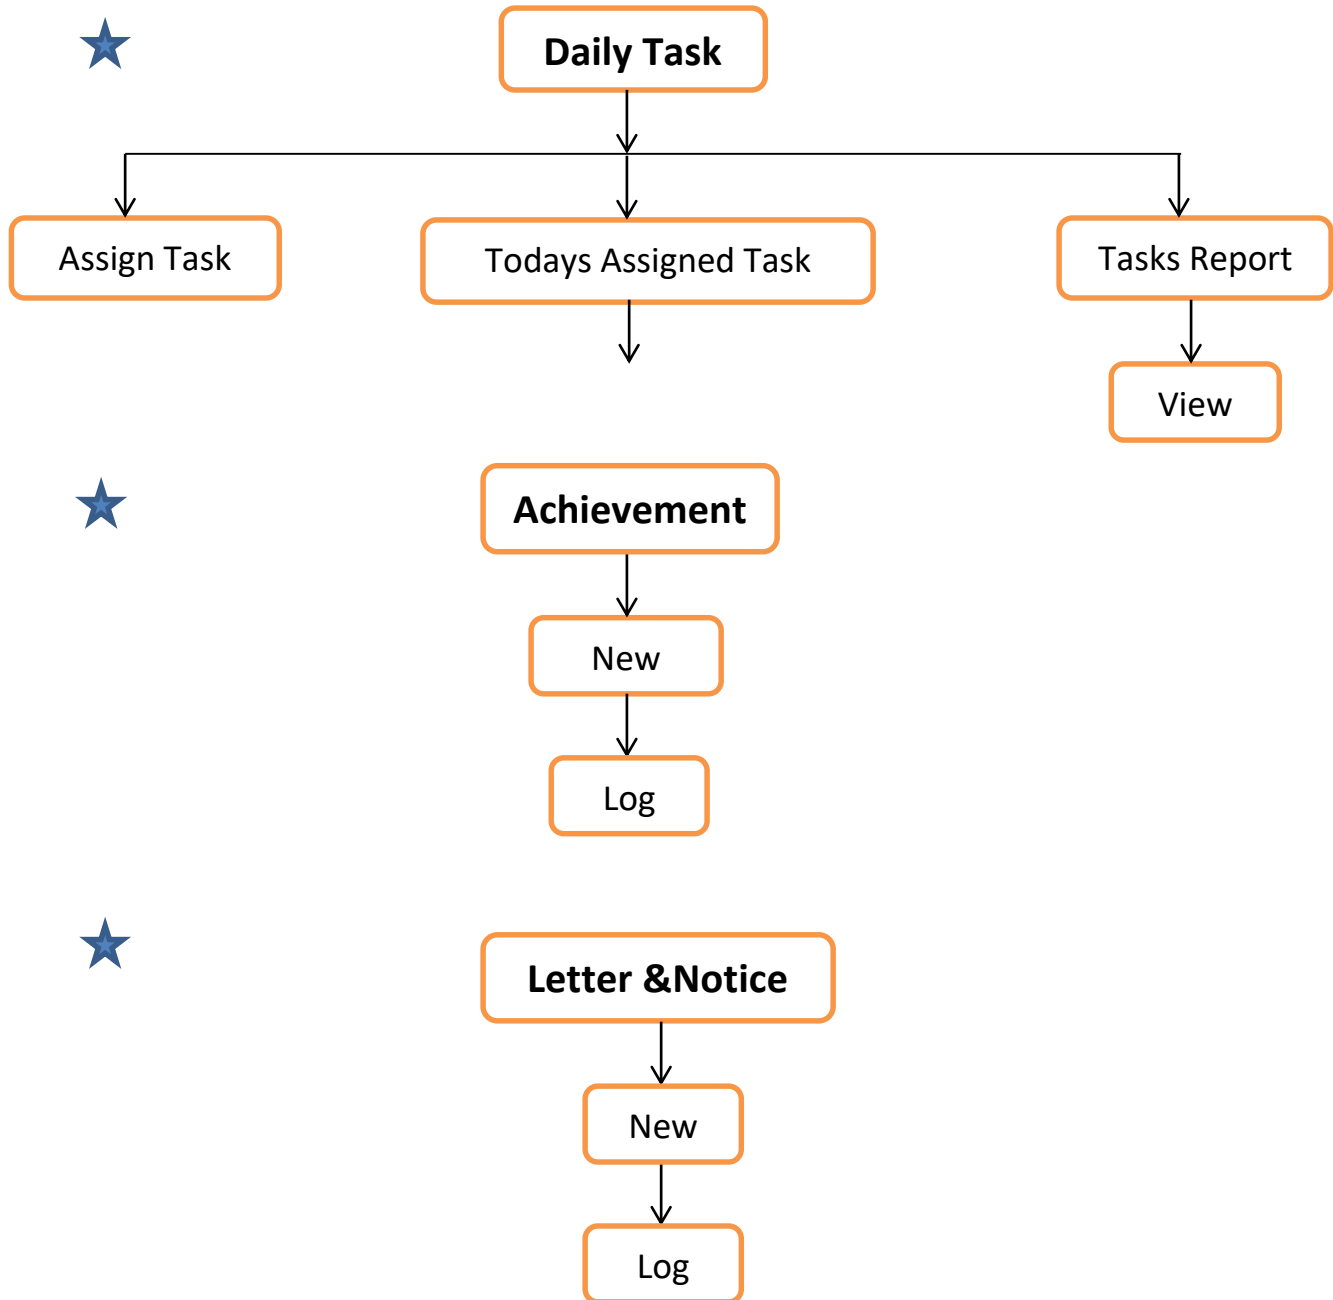 Daily Task
Assign Task
Todays Assigned Task
Tasks Report
View
Achievement
New
Log
Letter &Notice
New
Log